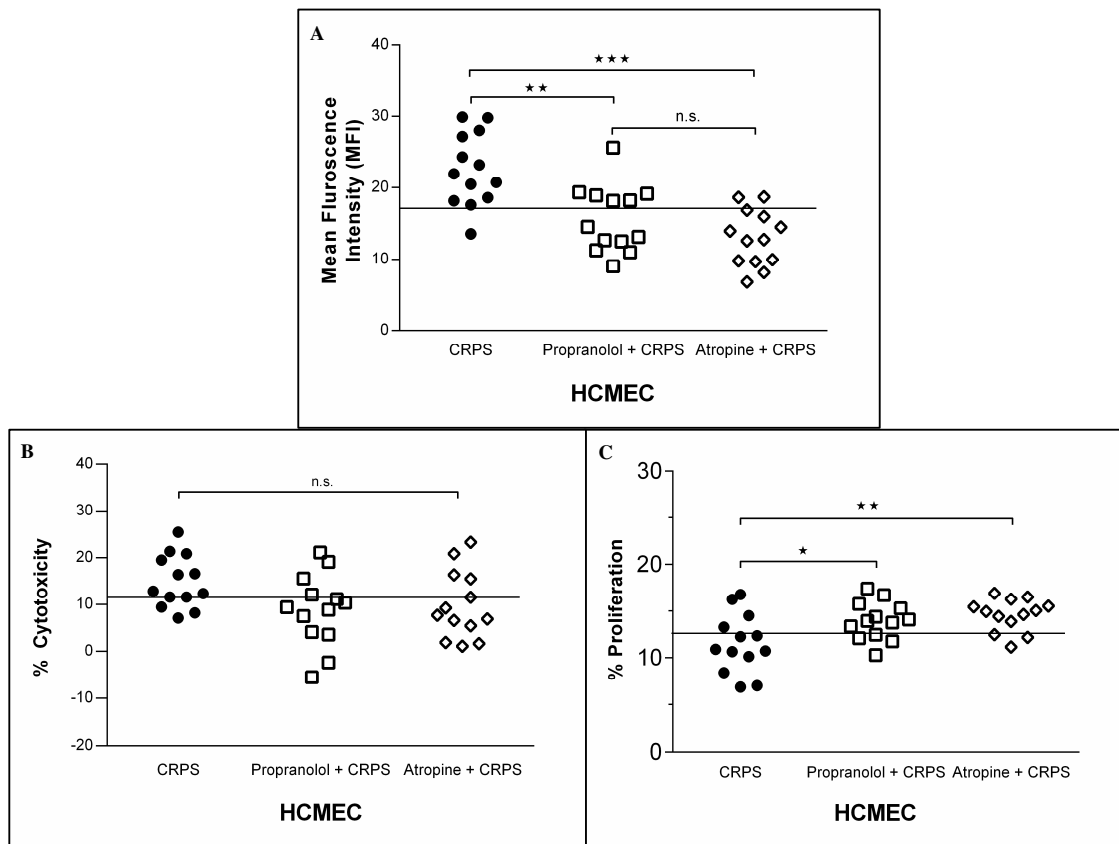 A
40
30
20
10
0
Mean Fluroscence
Intensity (MFI)
★★★
★★
n.s.
CRPS
Propranolol + CRPS
Atropine + CRPS
HCMEC
B
40
30
20
10
0
-10
-20
% Cytotoxicity
n.s.
CRPS
Propranolol + CRPS
Atropine + CRPS
HCMEC
C
30
20
10
0
% Proliferation
★★
★
CRPS
Propranolol + CRPS
Atropine + CRPS
HCMEC